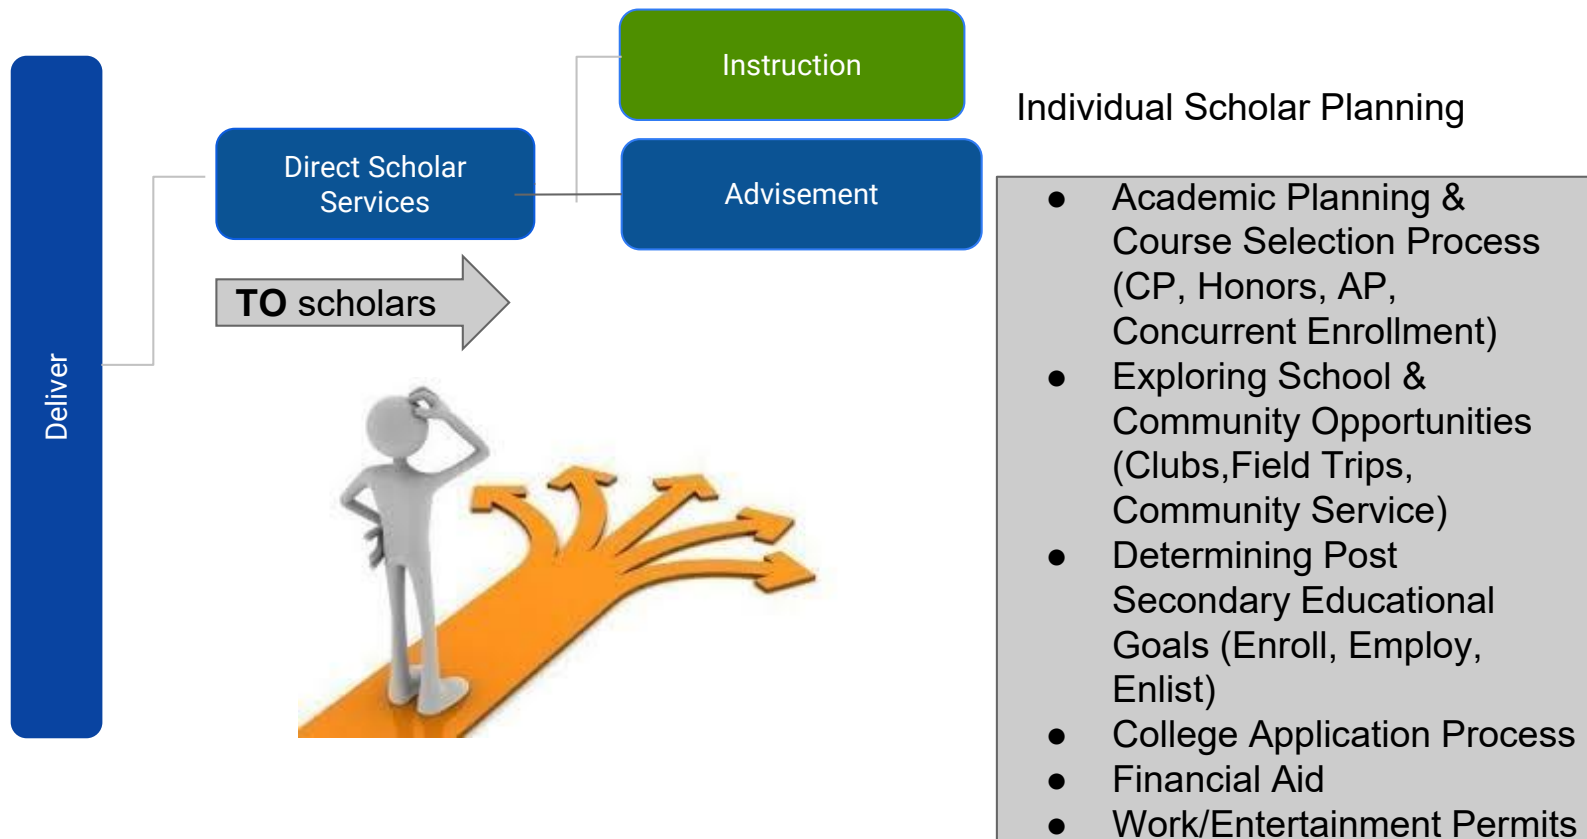 Deliver
Direct Scholar
Services
TO scholars
Instruction
Advisement
Individual Scholar Planning
● Academic Planning &
Course Selection Process
(CP, Honors, AP,
Concurrent Enrollment)
● Exploring School &
Community Opportunities
(Clubs,Field Trips,
Community Service)
● Determining Post
Secondary Educational
Goals (Enroll, Employ,
Enlist)
● College Application Process
● Financial Aid
● Work/Entertainment Permits